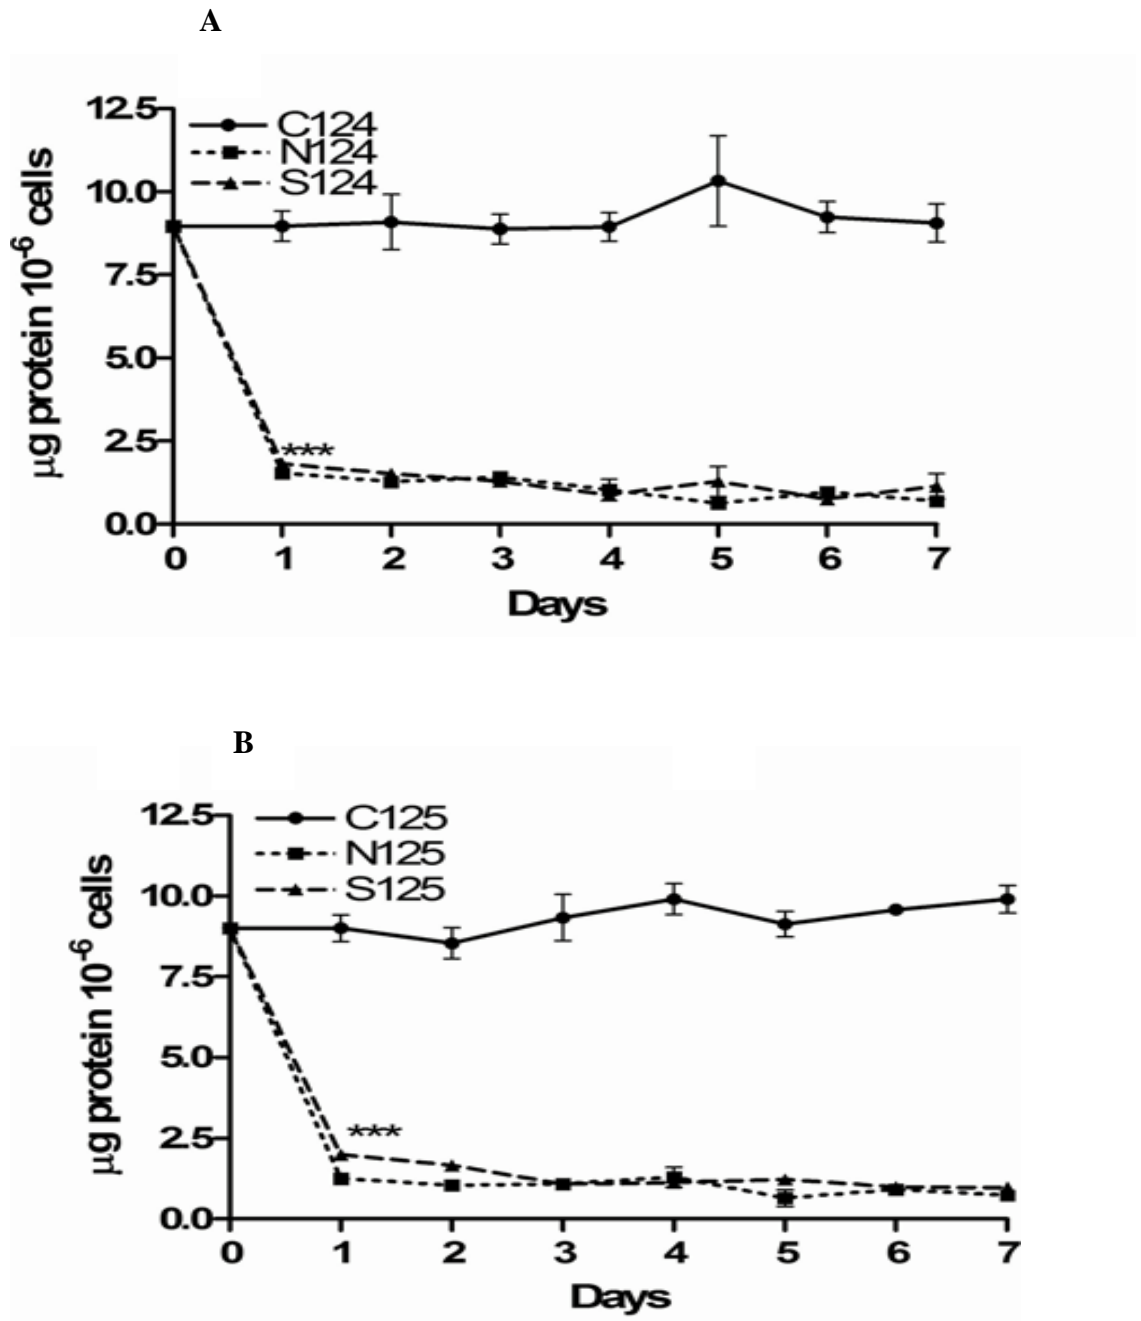 A
12.5
C124
N124
S124
10.0
7.5
5.0
2.5
0.0
μg protein 10-6 cells
***
0 1 2 3 4 5 6 7
Days
B
12.5
C125
N125
S125
10.0
7.5
5.0
2.5
0.0
μg protein 10-6 cells
***
0 1 2 3 4 5 6 7
Days